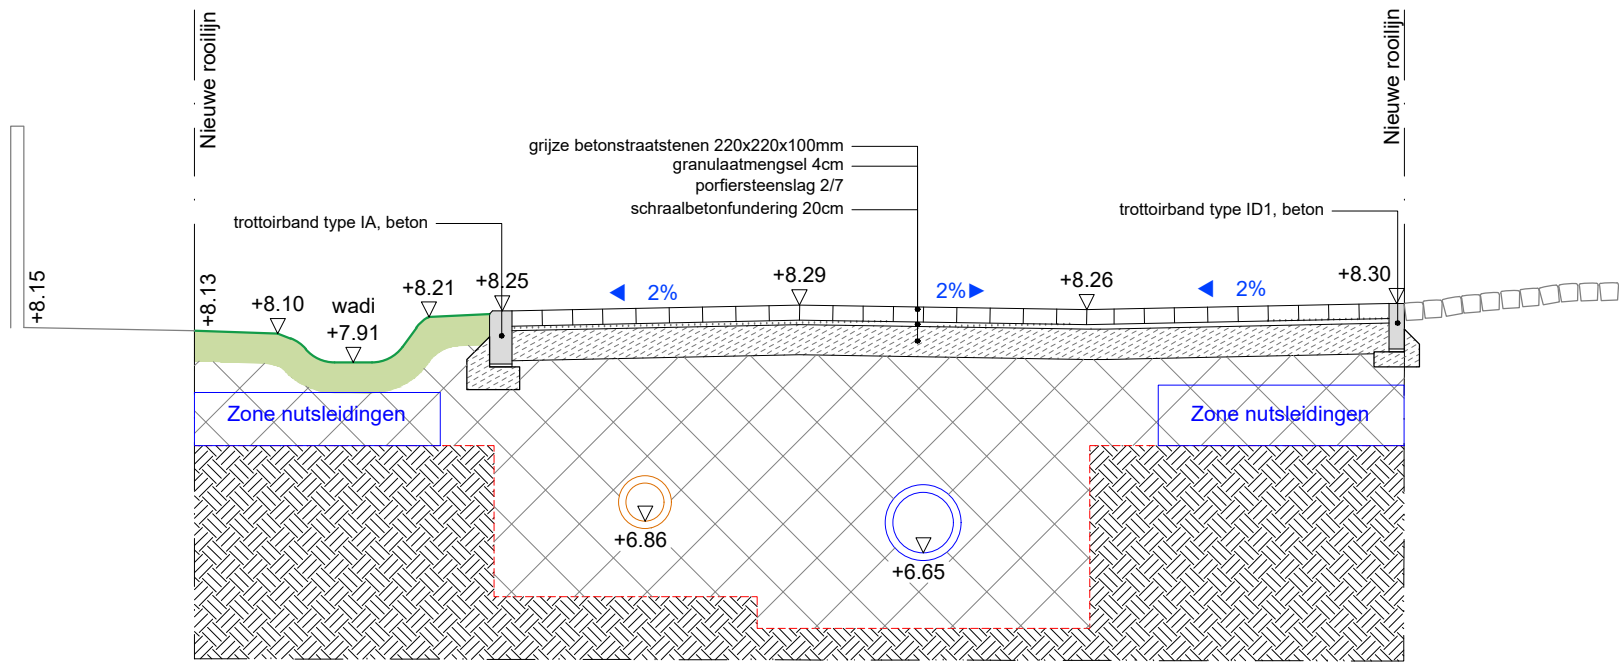 Nieuwe rooilijn
Nieuwe rooilijn
grijze betonstraatstenen 220x220x100mm
granulaatmengsel 4cm
porfiersteenslag 2/7
schraalbetonfundering 20cm
trottoirband type IA, beton
trottoirband type ID1, beton
+8.15
+8.13
+8.10
wadi
+7.91
+8.21
+8.25
2%
+8.29
2%
+8.26
2%
+8.30
Zone nutsleidingen
Zone nutsleidingen
+6.86
+6.65